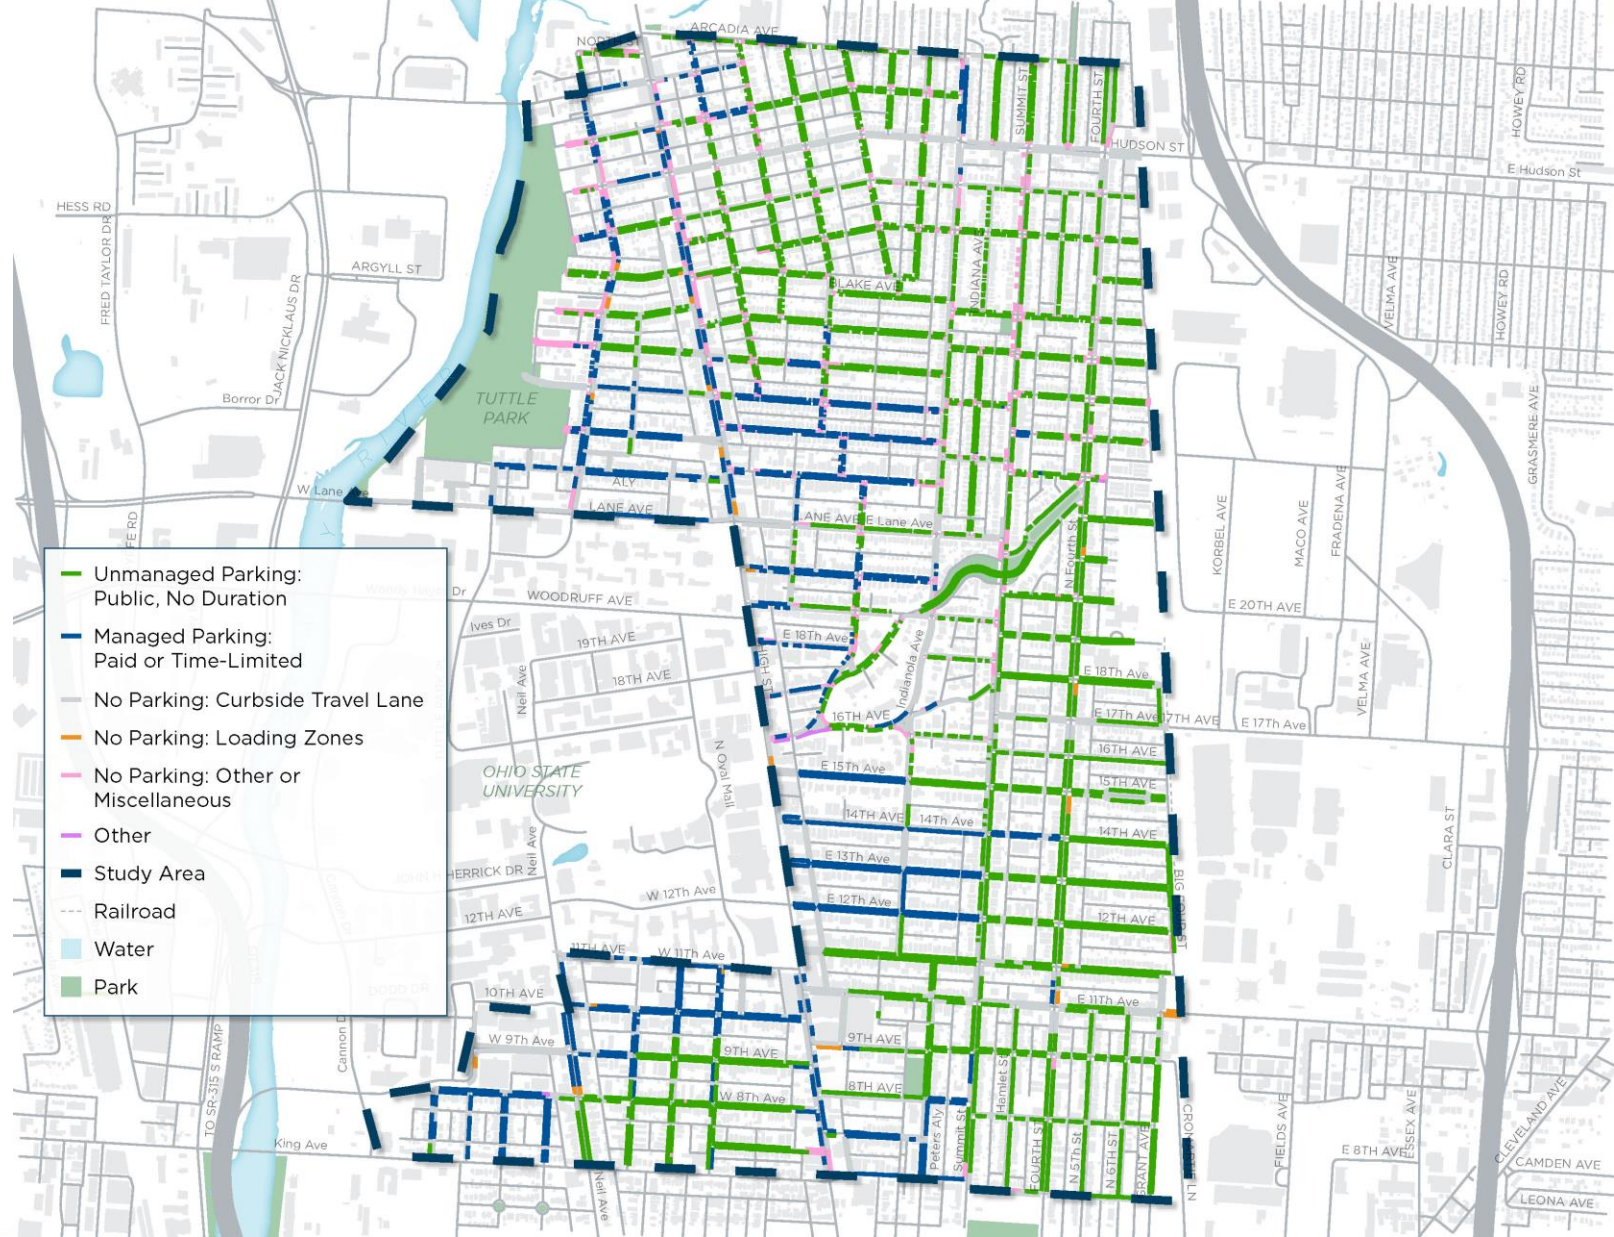 ARCADIA AVE
SUMMIT ST
FOURTH ST
HOWEY RD
HUDSON ST
E Hudson St
HESS RD
FRED TAYLOR DR
ARGYLL ST
JACK NICKLAUS DR
BLAKE AVE
INDIANA AVE
VELMA AVE
HOWEY RD
Borror Dr
TUTTLE
PARK
GRASMERE AVE
W Lane Ave
ALY
LANE AVE
LANE AVE
E Lane Ave
N Fourth St
KORBEL AVE
MACO AVE
FRADENA AVE
Unmanaged Parking:
Public, No Duration
Managed Parking:
Paid or Time-Limited
No Parking: Curbside Travel Lane
No Parking: Loading Zones
No Parking: Other or
Miscellaneous
Other
Study Area
Railroad
Water
Park
WOODRUFF AVE
E 20TH AVE
Ives Dr
19TH AVE
18TH AVE
Neil Ave
HIGH ST
E 18Th Ave
Indianola Ave
E 18Th Ave
VELMA AVE
16TH AVE
E 17Th Ave
17TH AVE
E 17Th Ave
16TH AVE
OHIO STATE
UNIVERSITY
N Oval Mall
E 15Th Ave
15TH AVE
14TH AVE
14Th Ave
14TH AVE
CLARA ST
Neil Ave
E 13Th Ave
HERRICK DR
W 12Th Ave
E 12Th Ave
12TH AVE
12TH AVE
BIG FOUR ST
11TH AVE
W 11Th Ave
10TH AVE
E 11Th Ave
W 9Th Ave
9TH AVE
9TH AVE
8TH AVE
W 8Th Ave
Hamlet St
TO SR-315 S RAMP
King Ave
Peters Aly
Summit St
FOURTH ST
N 5Th St
N 6TH ST
GRANT AVE
FIELDS AVE
E 8TH AVE
ESSEX AVE
CLEVELAND AVE
CAMDEN AVE
LEONA AVE
Neil Ave